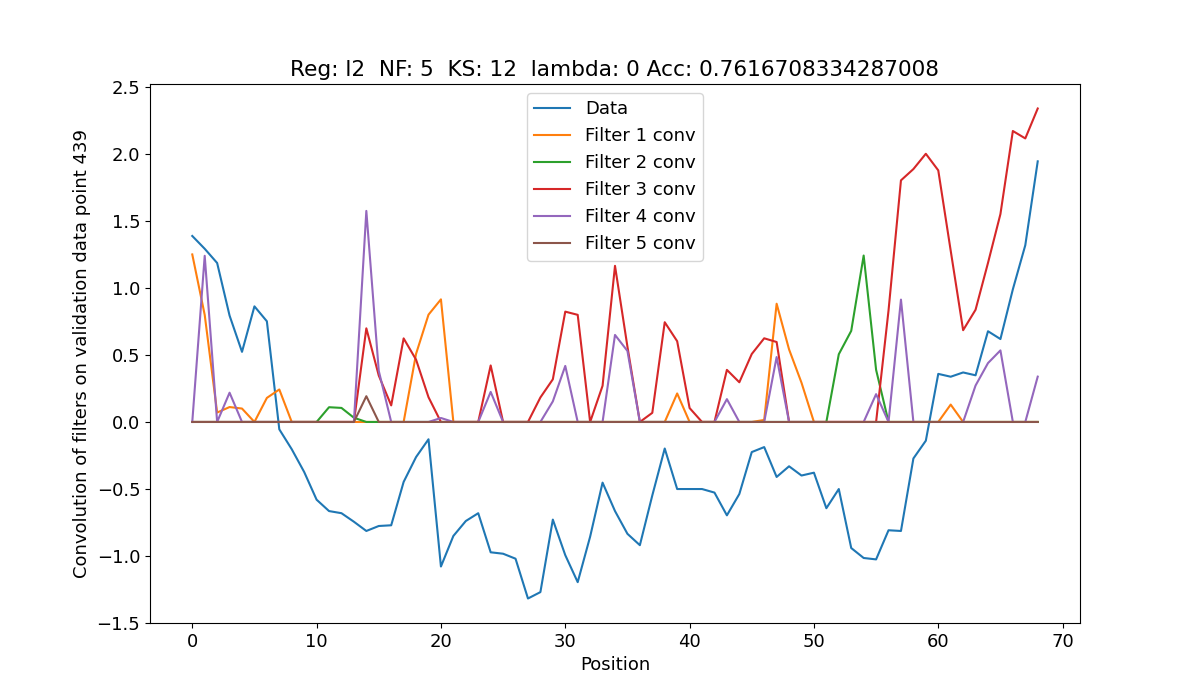 Reg: l2  NF: 5  KS: 12  lambda: 0 Acc: 0.7616708334287008
Convolution of filters on validation data point 439
2.5
2.0
1.5
1.0
0.5
0.0
−0.5
−1.0
−1.5
Data
Filter 1 conv
Filter 2 conv
Filter 3 conv
Filter 4 conv
Filter 5 conv
0 10 20 30 40 50 60 70
Position